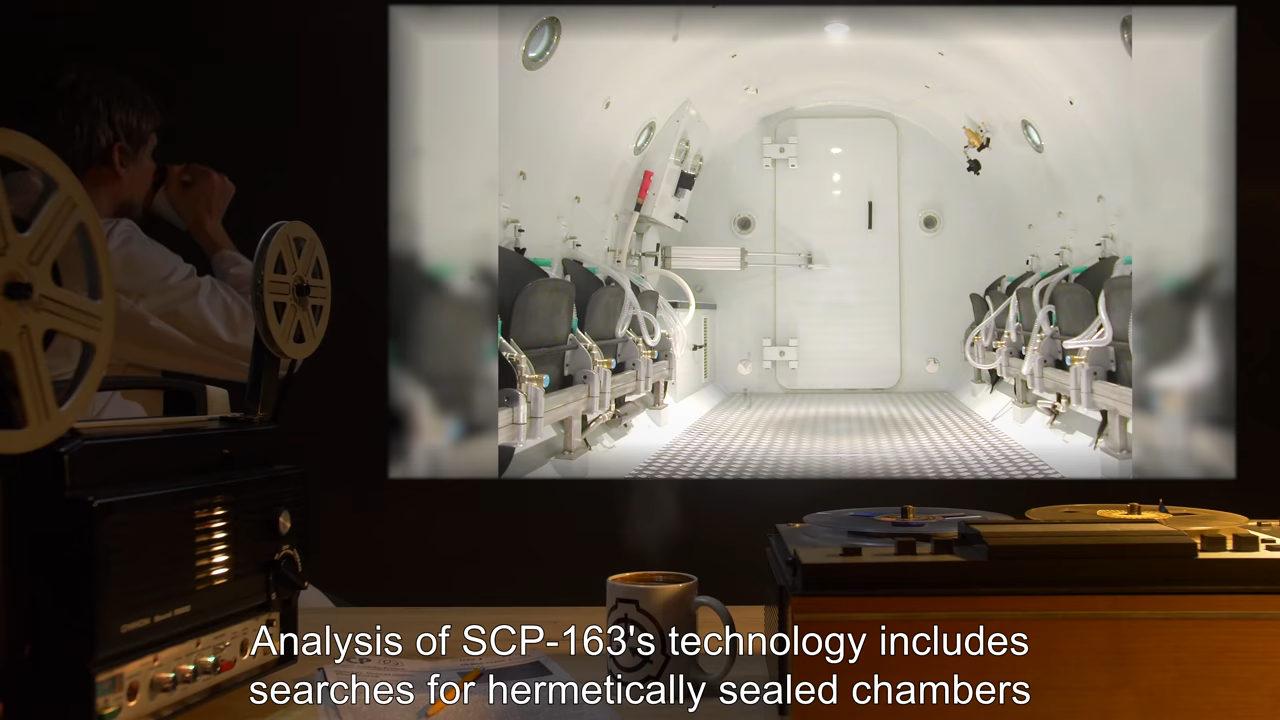 Analysis of SCP-163's technology includes
searches for hermetically sealed chambers